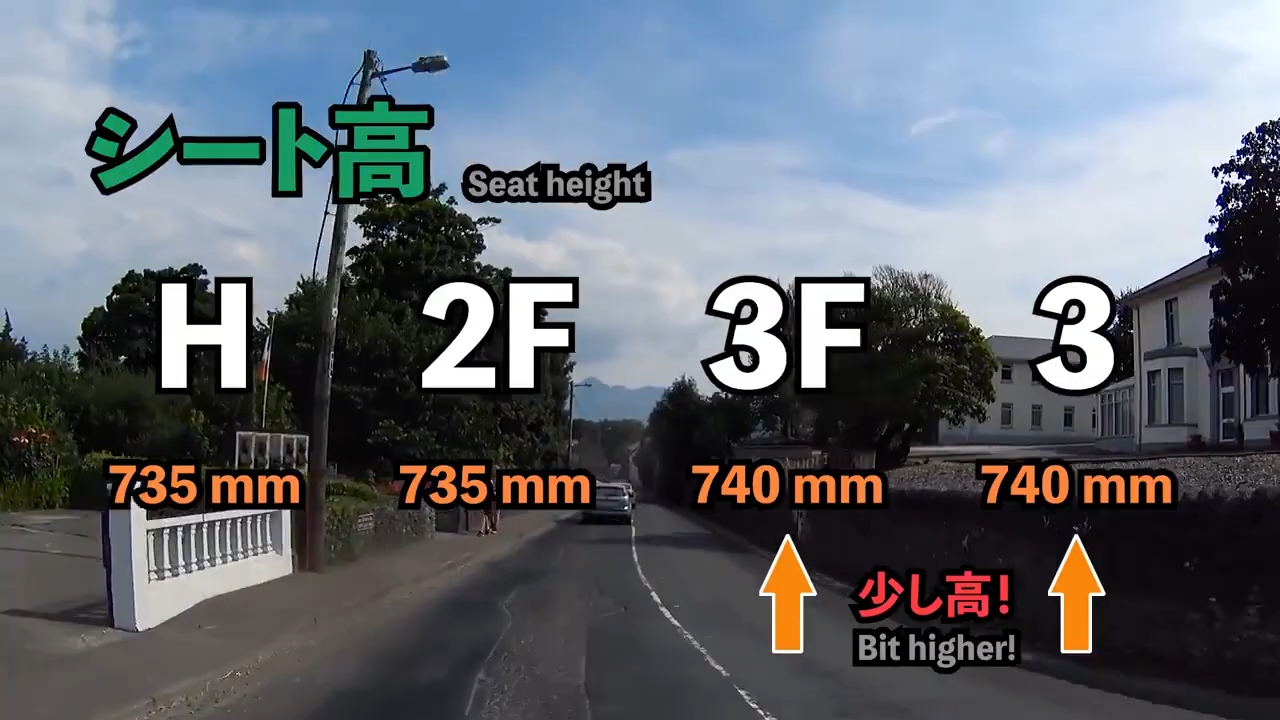 シート高 Seat height
H 2F 3F 3
735 mm 735 mm 740 mm 740 mm
少し高!
Bit higher!